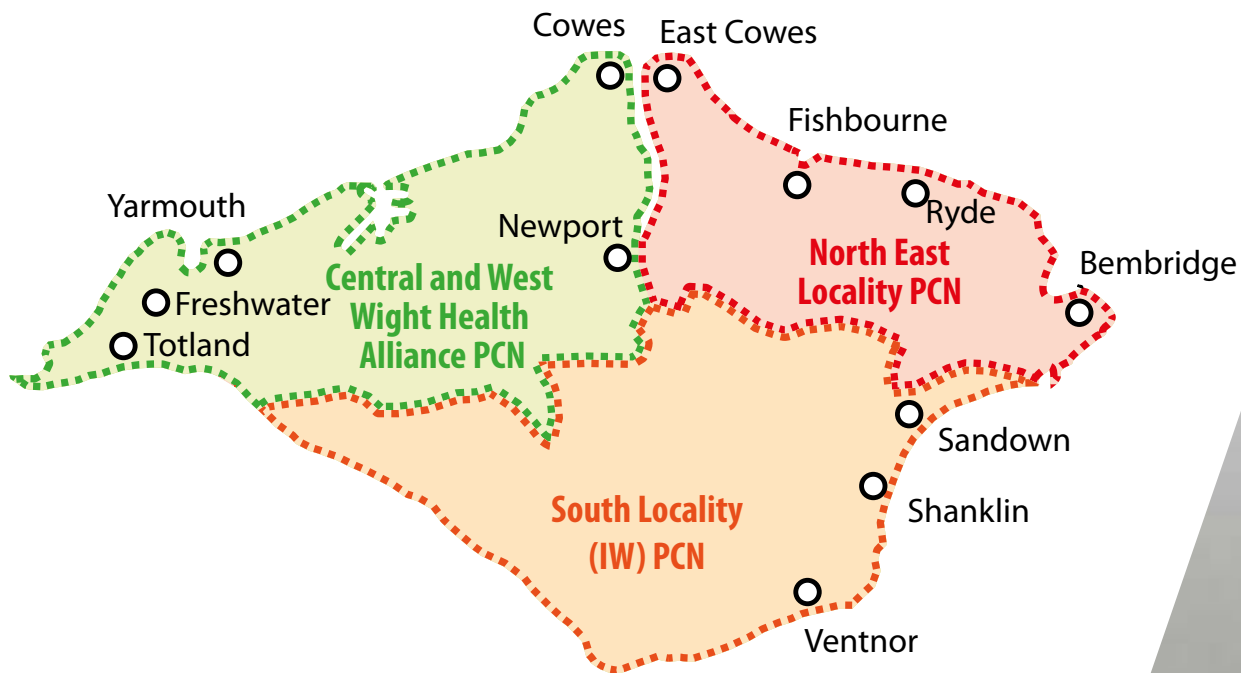 Cowes
East Cowes
Fishbourne
Yarmouth
Newport
Ryde
Bembridge
Freshwater
Totland
Central and West
Wight Health
Alliance PCN
North East
Locality PCN
Sandown
Shanklin
South Locality
(IW) PCN
Ventnor